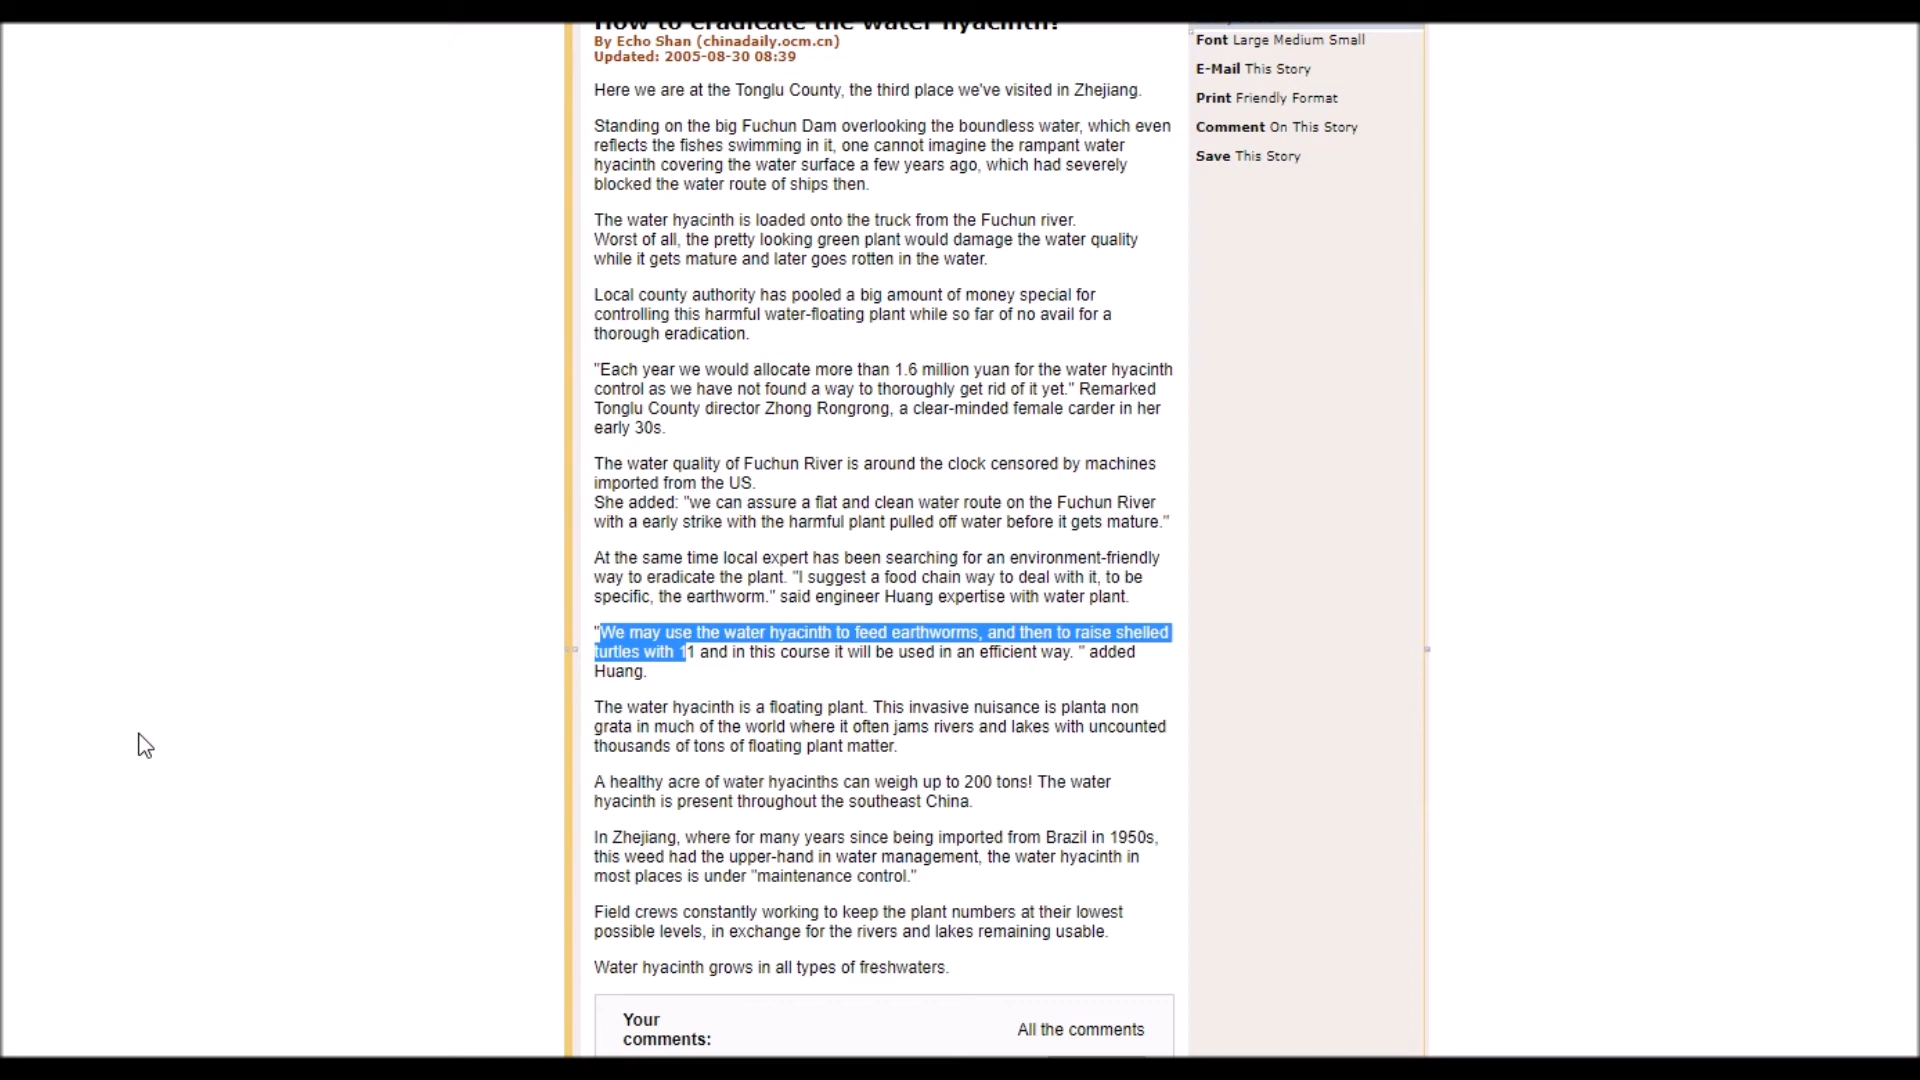 How to eradicate the water hyacinth?
By Echo Shan (chinadaily.ocm.cn)
Updated: 2005-08-30 08:39
Here we are at the Tonglu County, the third place we've visited in Zhejiang.
Standing on the big Fuchun Dam overlooking the boundless water, which even
reflects the fishes swimming in it, one cannot imagine the rampant water
hyacinth covering the water surface a few years ago, which had severely
blocked the water route of ships then.
The water hyacinth is loaded onto the truck from the Fuchun river.
Worst of all, the pretty looking green plant would damage the water quality
while it gets mature and later goes rotten in the water.
Local county authority has pooled a big amount of money special for
controlling this harmful water-floating plant while so far of no avail for a
thorough eradication.
"Each year we would allocate more than 1.6 million yuan for the water hyacinth
control as we have not found a way to thoroughly get rid of it yet." Remarked
Tonglu County director Zhong Rongrong, a clear-minded female carder in her
early 30s.
The water quality of Fuchun River is around the clock censored by machines
imported from the US.
She added: "we can assure a flat and clean water route on the Fuchun River
with a early strike with the harmful plant pulled off water before it gets mature."
At the same time local expert has been searching for an environment-friendly
way to eradicate the plant. "I suggest a food chain way to deal with it, to be
specific, the earthworm." said engineer Huang expertise with water plant.
"We may use the water hyacinth to feed earthworms, and then to raise shelled
turtles with 11 and in this course it will be used in an efficient way. " added
Huang.
The water hyacinth is a floating plant. This invasive nuisance is planta non
grata in much of the world where it often jams rivers and lakes with uncounted
thousands of tons of floating plant matter.
A healthy acre of water hyacinths can weigh up to 200 tons! The water
hyacinth is present throughout the southeast China.
In Zhejiang, where for many years since being imported from Brazil in 1950s,
this weed had the upper-hand in water management, the water hyacinth in
most places is under "maintenance control."
Field crews constantly working to keep the plant numbers at their lowest
possible levels, in exchange for the rivers and lakes remaining usable.
Water hyacinth grows in all types of freshwaters.
Your
comments:
All the comments
Font Large Medium Small
E-Mail This Story
Print Friendly Format
Comment On This Story
Save This Story